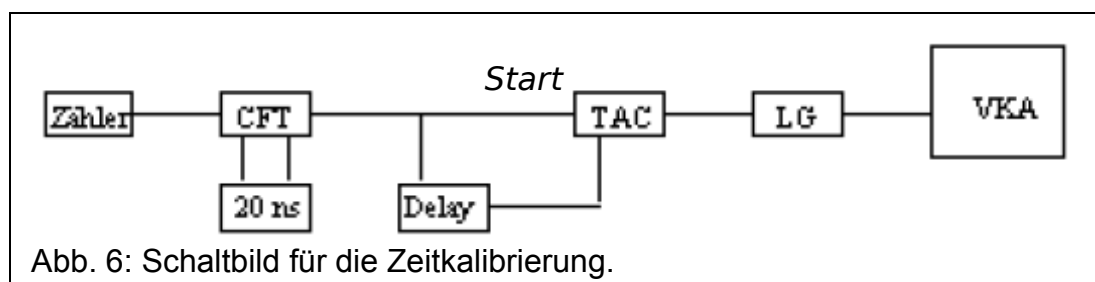 Start
Zähler CFT TAC LG VKA
20 ns Delay
Abb. 6: Schaltbild für die Zeitkalibrierung.